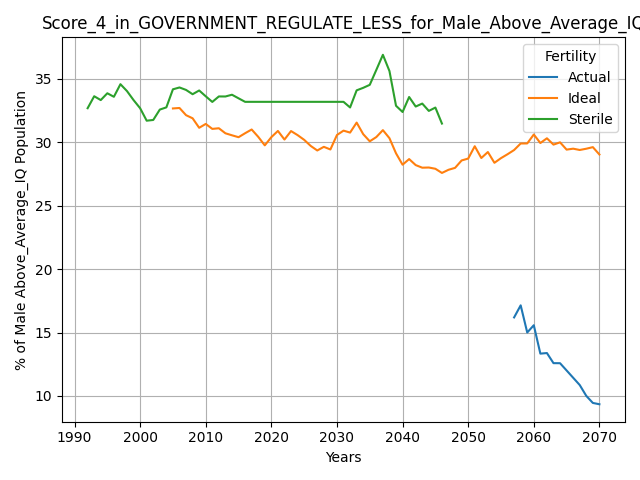 Score_4_in_GOVERNMENT_REGULATE_LESS_for_Male_Above_Average_IQ
% of Male Above_Average_IQ Population
35
30
25
20
15
10
Fertility
Actual
Ideal
Sterile
1990 2000 2010 2020 2030 2040 2050 2060 2070
Years